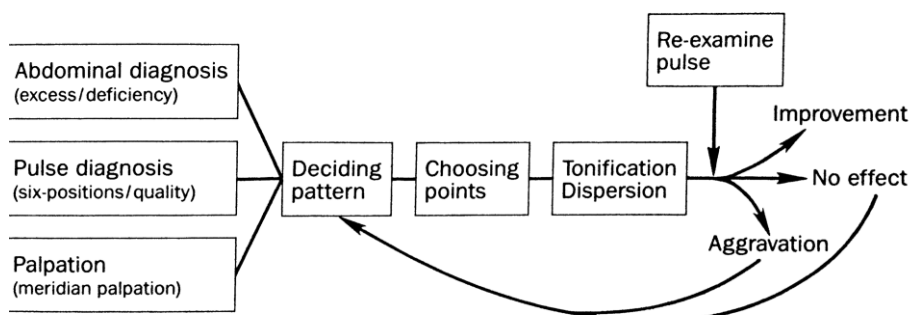 Re-examine
pulse
Abdominal diagnosis
(excess/deficiency)
Improvement
Pulse diagnosis
(six-positions/quality)
Deciding
pattern
Choosing
points
Tonification
Dispersion
No effect
Aggravation
Palpation
(meridian palpation)